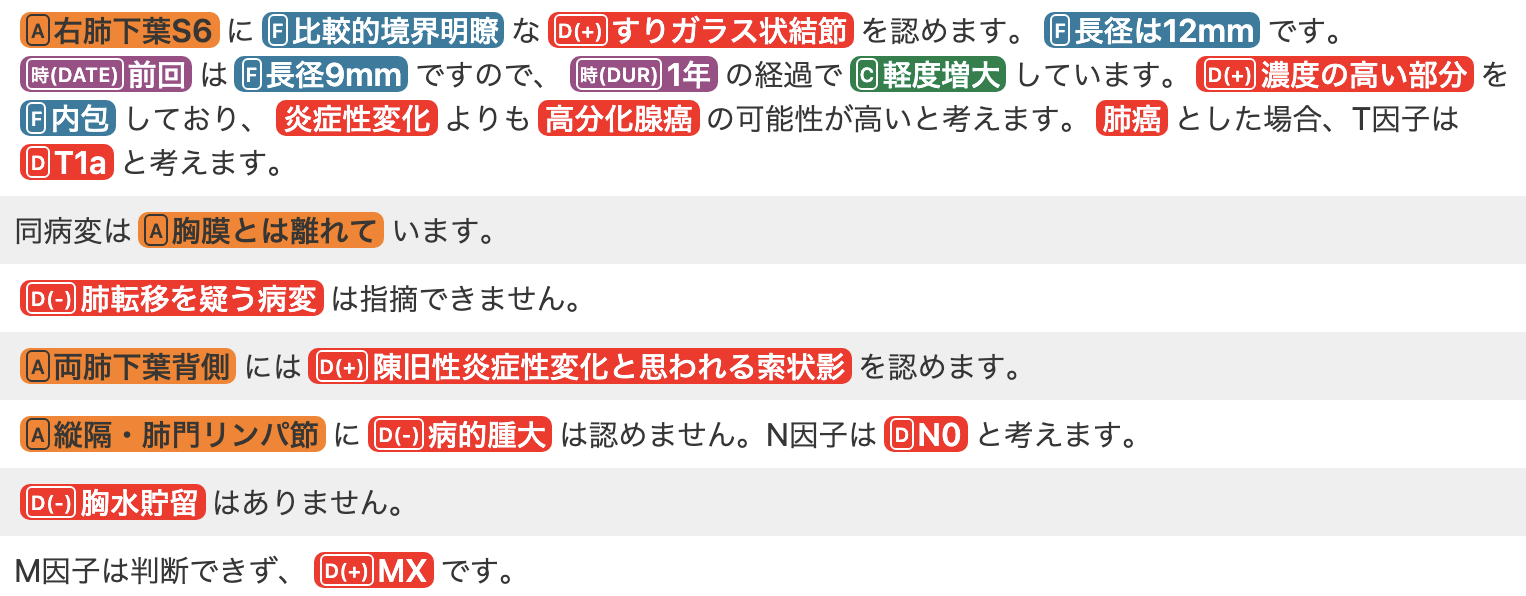 A右肺下葉S6 に F比較的境界明瞭 な D(+)すりガラス状結節 を認めます。 F長径は12mm です。
時(DATE)前回 は F長径9mm ですので、 時(DUR)1年 の経過で C軽度増大 しています。 D(+)濃度の高い部分 を
F内包 しており、 炎症性変化 よりも 高分化腺癌 の可能性が高いと考えます。 肺癌 とした場合、T因子は
DT1a と考えます。
同病変は A胸膜とは離れて います。
D(-)肺転移を疑う病変 は指摘できません。
A両肺下葉背側 には D(+)陳旧性炎症性変化と思われる索状影 を認めます。
A縦隔・肺門リンパ節 に D(-)病的腫大 は認めません。N因子は DN0 と考えます。
D(-)胸水貯留 はありません。
M因子は判断できず、 D(+)MX です。